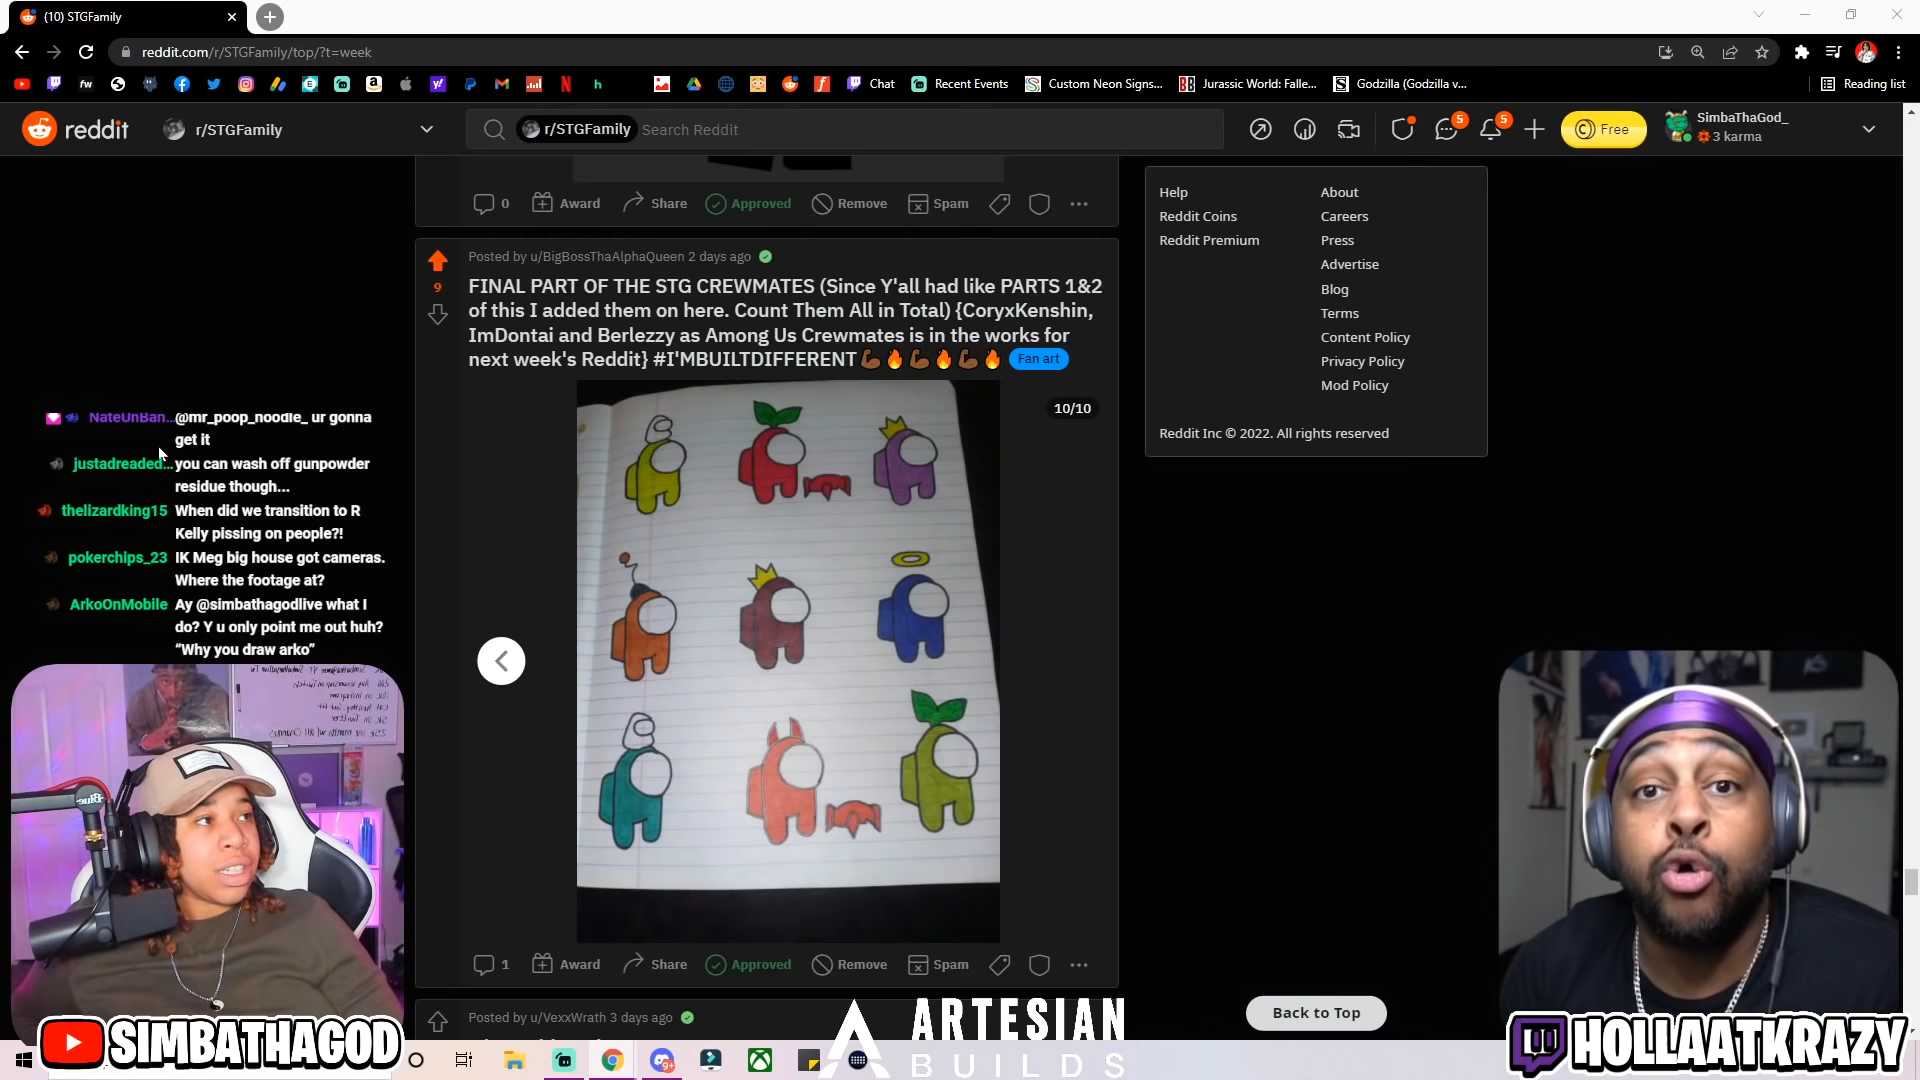 (10) STGFamily
reddit.com/r/STGFamily/top/?t=week
Chat
Recent Events
Custom Neon Signs...
Jurassic World: Falle...
Godzilla (Godzilla v...
Reading list
reddit
r/STGFamily
r/STGFamily
Search Reddit
5
5
Free
SimbaThaGod_
3 karma
0
Award
Share
Approved
Remove
Spam
Help
About
Reddit Coins
Careers
Reddit Premium
Press
Advertise
Blog
Terms
Content Policy
Privacy Policy
Mod Policy
Reddit Inc © 2022. All rights reserved
Posted by u/BigBossThaAlphaQueen 2 days ago
9
FINAL PART OF THE STG CREWMATES (Since Y'all had like PARTS 1&2
of this I added them on here. Count Them All in Total) {CoryxKenshin,
ImDontai and Berlezzy as Among Us Crewmates is in the works for
next week's Reddit} #I'MBUILTDIFFERENT💪🏾🔥💪🏾🔥💪🏾🔥 Fan art
10/10
NateOnBan... @mr_poop_noodle_ ur gonna
get it
justadreaded... you can wash off gunpowder
residue though...
thelizardking15 When did we transition to R
Kelly pissing on people?!
pokerchips_23 IK Meg big house got cameras.
Where the footage at?
ArkoOnMobile Ay @simbathagodlive what I
do? Y u only point me out huh?
“Why you draw arko”
1
Award
Share
Approved
Remove
Spam
Posted by u/VexxWrath 3 days ago
Back to Top
SIMBATHAGOD
ARTESIAN
BUILDS
HOLLAATKRAZY